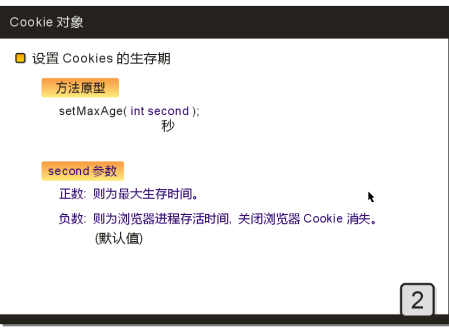 Cookie 对象
设置 Cookies 的生存期
方法原型
setMaxAge( int second );
秒
second 参数
正数: 则为最大生存时间。
负数: 则为浏览器进程存活时间, 关闭浏览器 Cookie 消失。
(默认值)
2